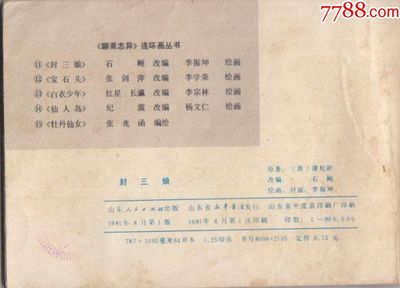 7788.com
《聊斋志异》连环画丛书
⑪《封三娘》 石 鲍 改编 李振坤 绘画
⑫《宝石头》 张剑萍 改编 李学荣 绘画
⑬《白衣少年》 红星 长瀛 改编 李宗林 绘画
⑭《仙人岛》 纪 震 改编 杨文仁 绘画
⑮《牡丹仙女》 张兆函 编绘
封三娘
原著：（清）蒲松龄
改编： 石 鲍
绘画、封面：李振坤
山东人民出版社出版 山东省新华书店发行 山东省平度县印刷厂印刷
1981年8月第1版 1981年8月第1次印刷 印数：1—900,000
787×1092毫米64开本 1.25印张 书号8099·2105 定价 0.13元